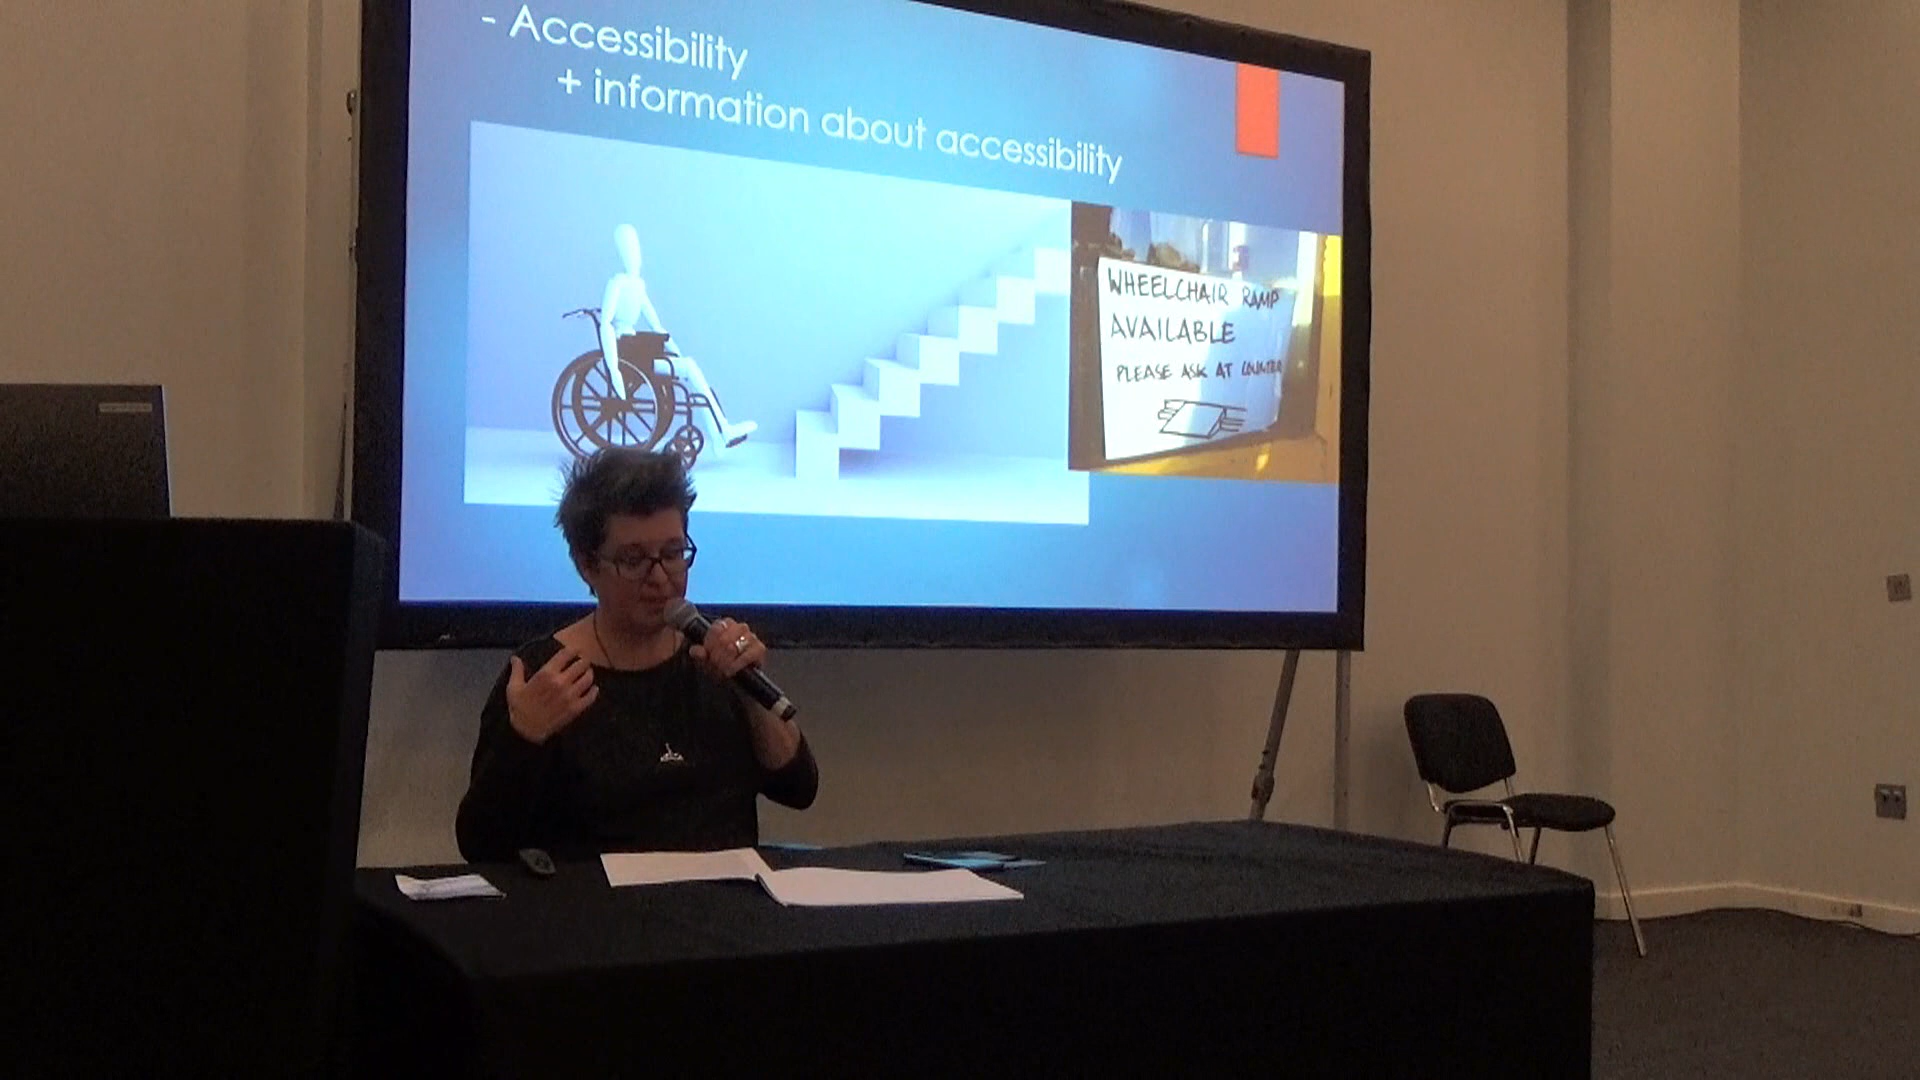 - Accessibility
+ information about accessibility
WHEELCHAIR RAMP
AVAILABLE
PLEASE ASK AT COUNTER